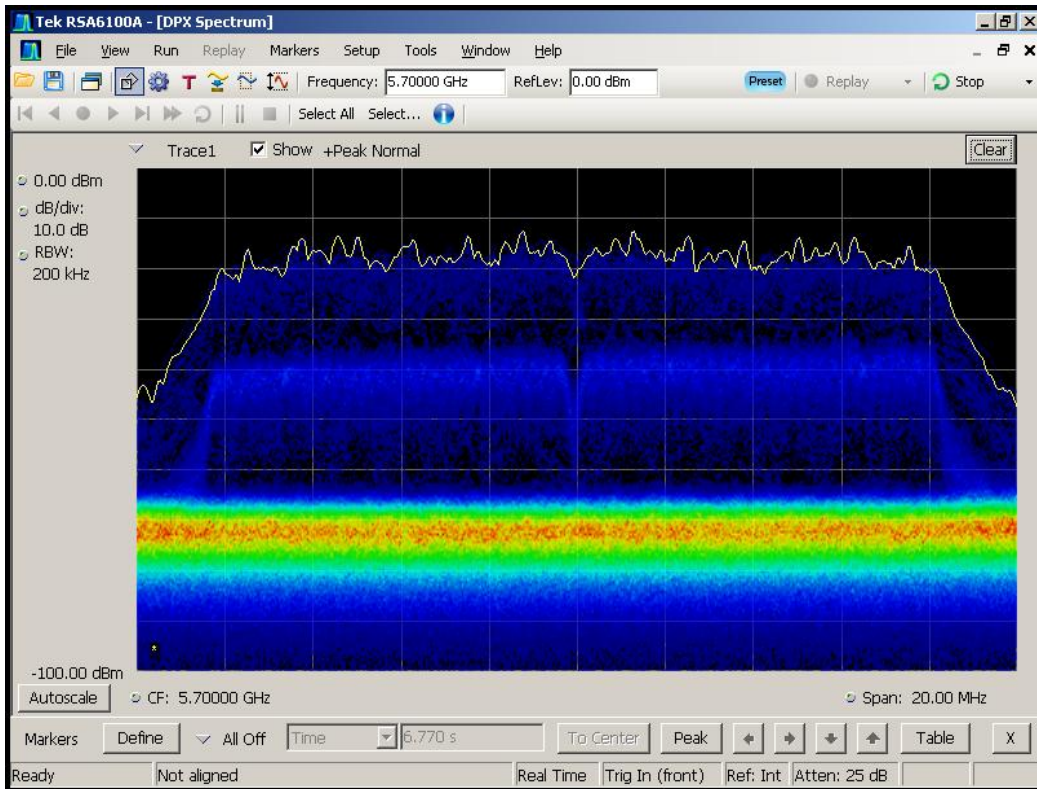 Tek RSA6100A - [DPX Spectrum]
File View Run Replay Markers Setup Tools Window Help
T Frequency: 5.70000 GHz RefLev: 0.00 dBm Preset Replay Stop
Select All Select...
Trace1 Show +Peak Normal Clear
0.00 dBm
dB/div:
10.0 dB
RBW:
200 kHz
-100.00 dBm
Autoscale CF: 5.70000 GHz Span: 20.00 MHz
Markers Define All Off Time 6.770 s To Center Peak Table X
Ready Not aligned Real Time Trig In (front) Ref: Int Atten: 25 dB